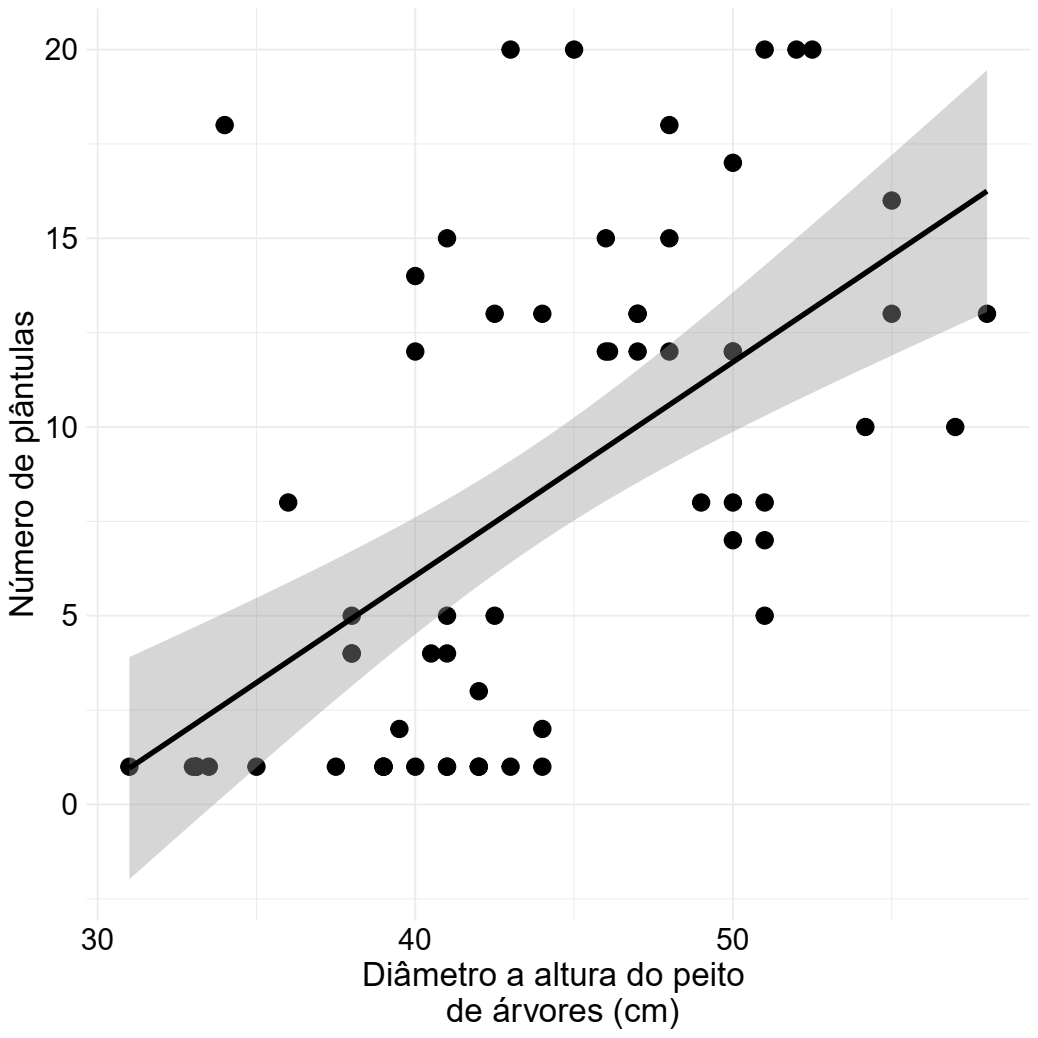 20
15
10
5
0
Número de plântulas
30 40 50
Diâmetro a altura do peito
de árvores (cm)